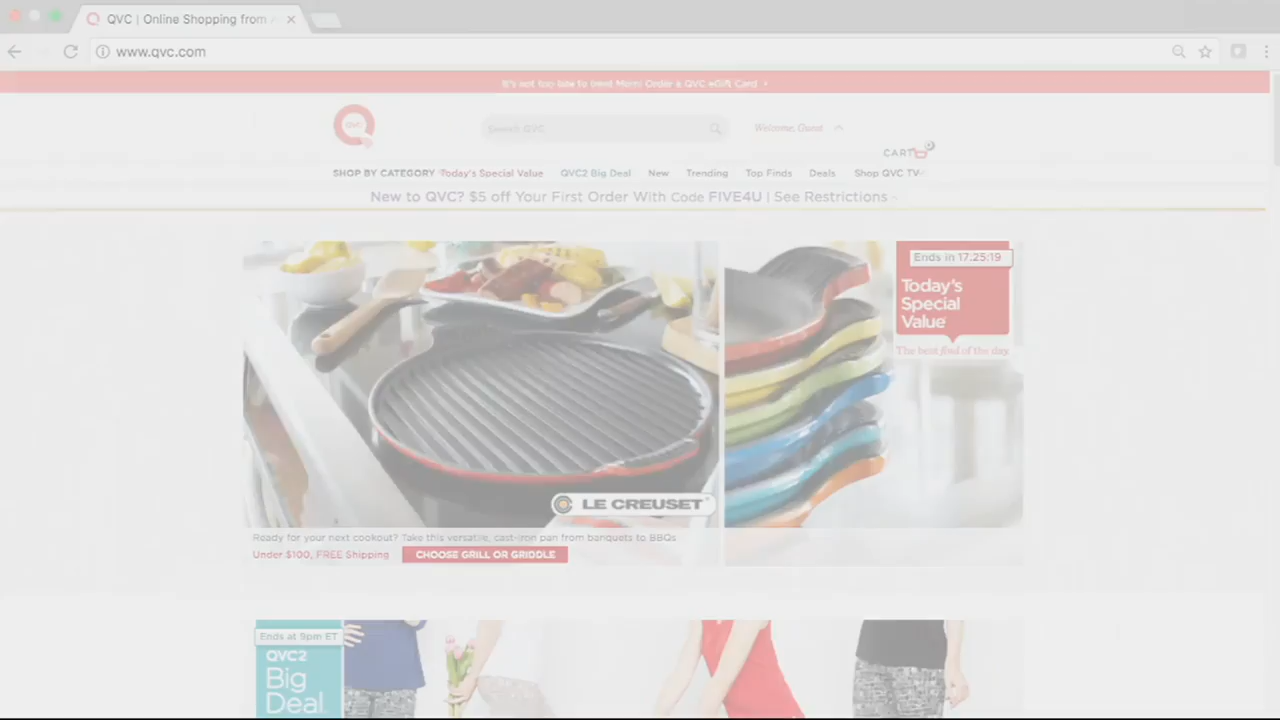 QVC | Online Shopping from
www.qvc.com
It's not too late to treat Mom! Order a QVC eGift Card
QVC
Search QVC
Welcome, Guest
CART 0
SHOP BY CATEGORY Today's Special Value QVC2 Big Deal New Trending Top Finds Deals Shop QVC TV
New to QVC? $5 off Your First Order With Code FIVE4U | See Restrictions
Ends in 17:25:19
Today's
Special
Value
The best find of the day.
LE CREUSET
Ready for your next cookout? Take this versatile, cast-iron pan from banquets to BBQs
Under $100, FREE Shipping CHOOSE GRILL OR GRIDDLE
Ends at 9pm ET
QVC2
Big
Deal